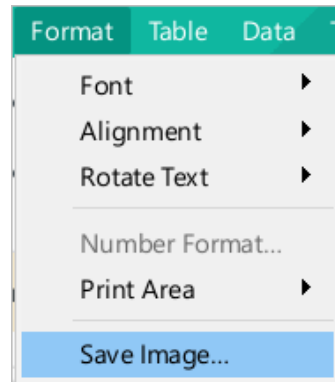 Format Table Data
Font
Alignment
Rotate Text
Number Format...
Print Area
Save Image...